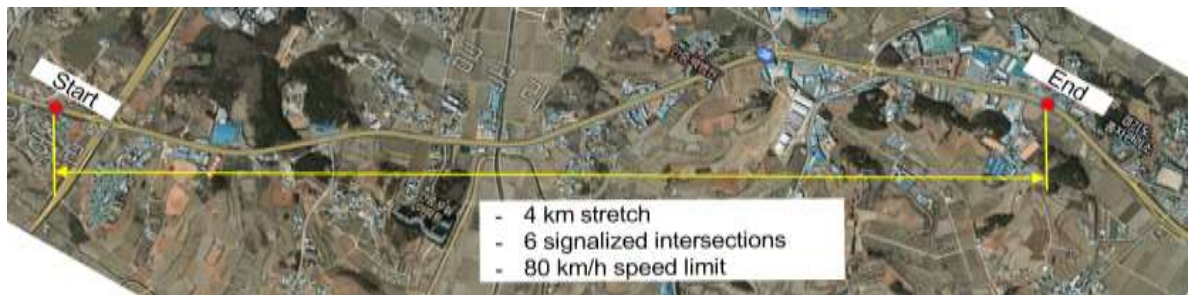 Start
End
- 4 km stretch
- 6 signalized intersections
- 80 km/h speed limit